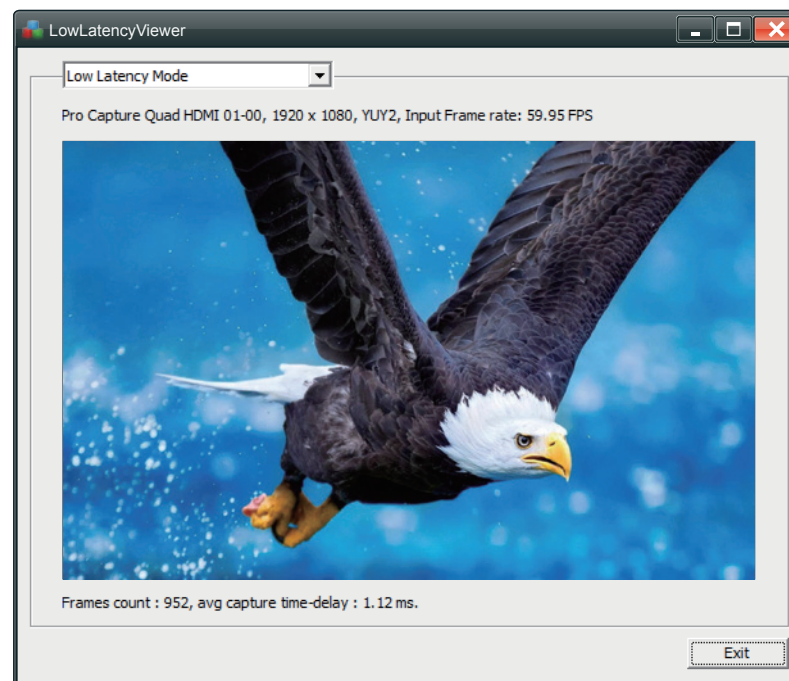 LowLatencyViewer
Low Latency Mode
Pro Capture Quad HDMI 01-00, 1920 x 1080, YUY2, Input Frame rate: 59.95 FPS
Frames count : 952, avg capture time-delay : 1.12 ms.
Exit